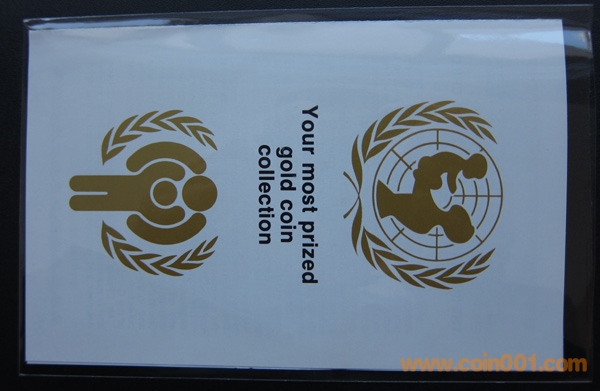 Your most prized
gold coin
collection
www.coin001.com